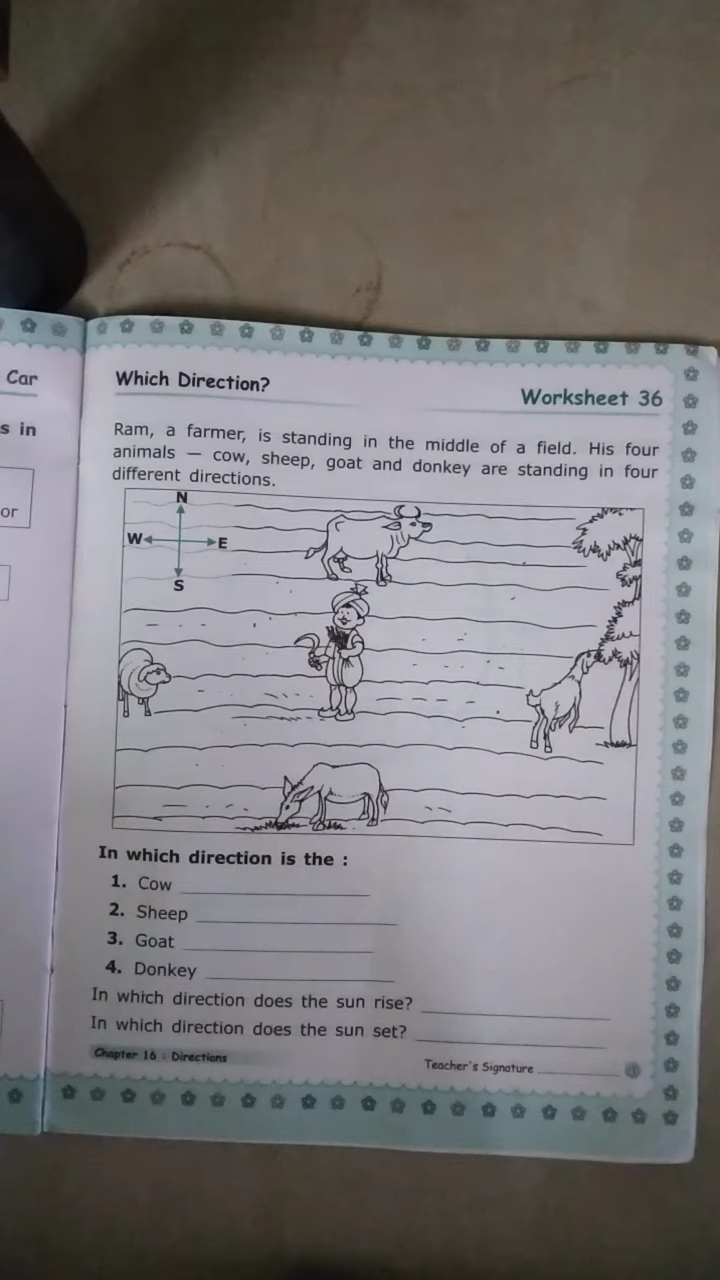 Car
s in
or
Which Direction?
Worksheet 36
Ram, a farmer, is standing in the middle of a field. His four
animals — cow, sheep, goat and donkey are standing in four
different directions.
N
W E
S
In which direction is the :
1. Cow
2. Sheep
3. Goat
4. Donkey
In which direction does the sun rise?
In which direction does the sun set?
Chapter 16 : Directions
Teacher's Signature